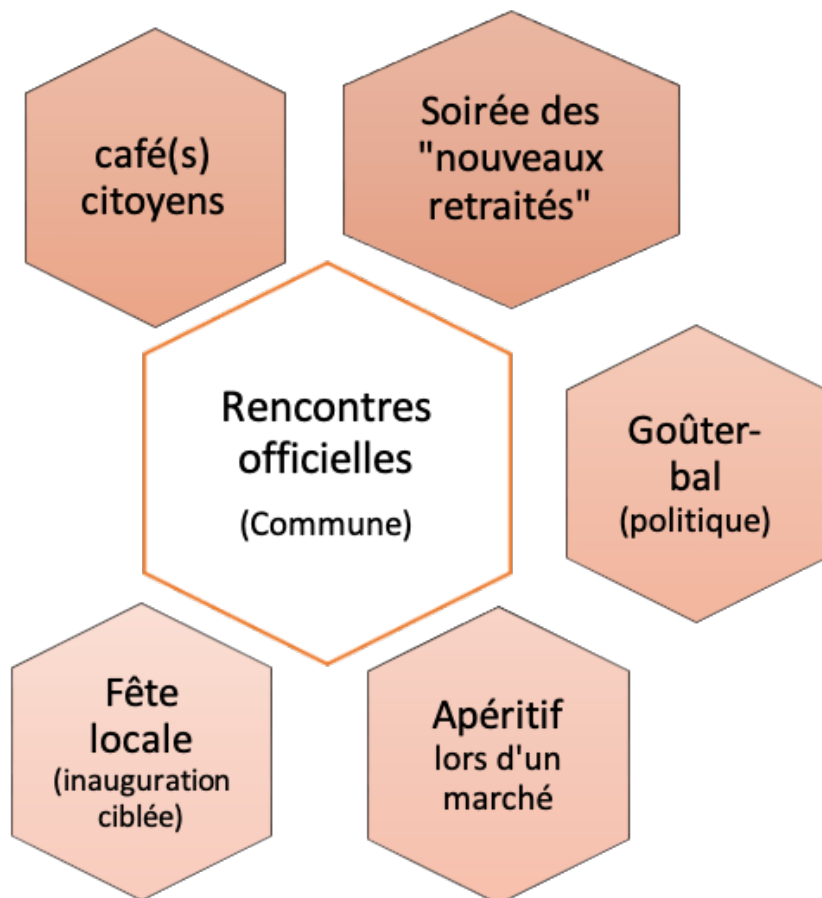 café(s)
citoyens
Soirée des
"nouveaux
retraités"
Rencontres
officielles
(Commune)
Goûter-
bal
(politique)
Fête
locale
(inauguration
ciblée)
Apéritif
lors d'un
marché